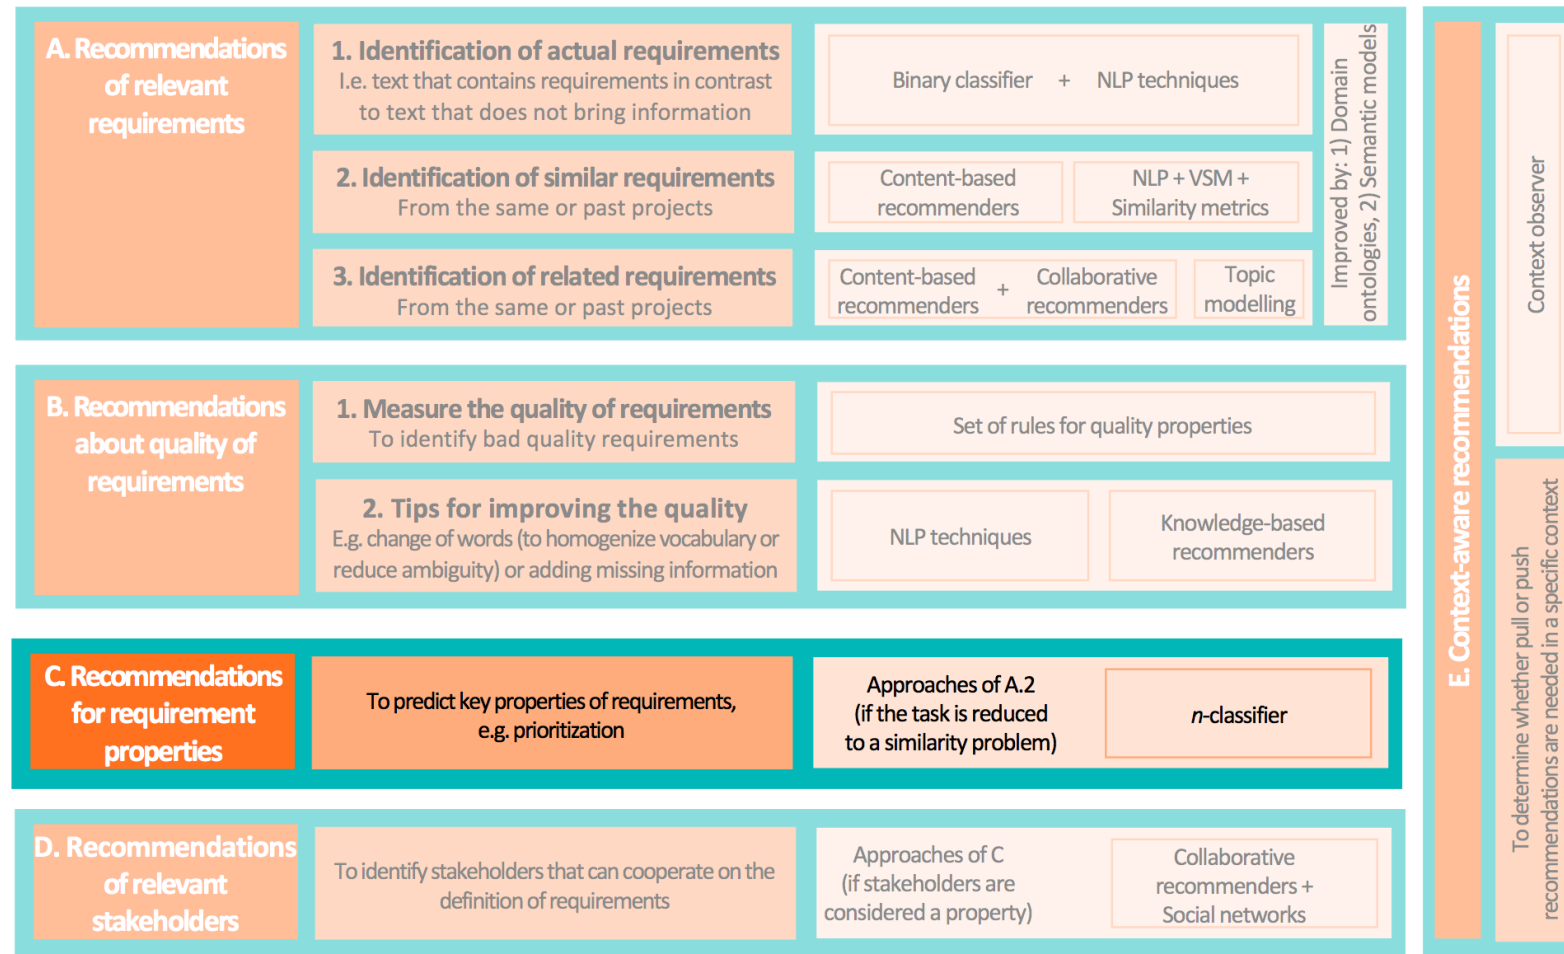 A. Recommendations
of relevant
requirements
1. Identification of actual requirements
I.e. text that contains requirements in contrast
to text that does not bring information
Binary classifier + NLP techniques
2. Identification of similar requirements
From the same or past projects
Content-based
recommenders
NLP + VSM +
Similarity metrics
3. Identification of related requirements
From the same or past projects
Content-based
recommenders
+
Collaborative
recommenders
Topic
modelling
Improved by: 1) Domain
ontologies, 2) Semantic models
B. Recommendations
about quality of
requirements
1. Measure the quality of requirements
To identify bad quality requirements
Set of rules for quality properties
2. Tips for improving the quality
E.g. change of words (to homogenize vocabulary or
reduce ambiguity) or adding missing information
NLP techniques
Knowledge-based
recommenders
C. Recommendations
for requirement
properties
To predict key properties of requirements,
e.g. prioritization
Approaches of A.2
(if the task is reduced
to a similarity problem)
n-classifier
D. Recommendations
of relevant
stakeholders
To identify stakeholders that can cooperate on the
definition of requirements
Approaches of C
(if stakeholders are
considered a property)
Collaborative
recommenders +
Social networks
E. Context-aware recommendations
Context observer
To determine whether pull or push
recommendations are needed in a specific context